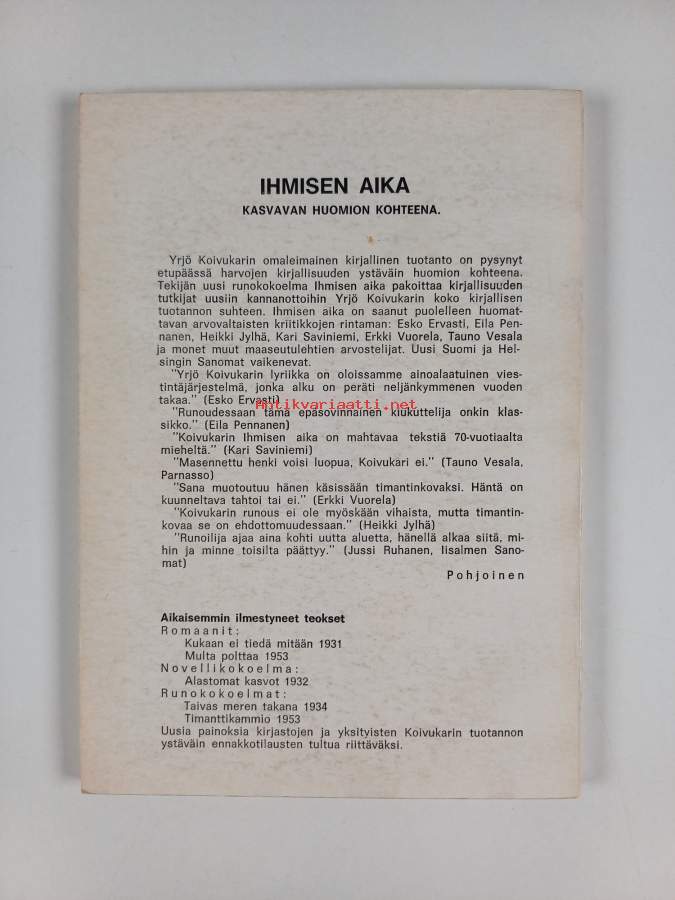 IHMISEN AIKA
KASVAVAN HUOMION KOHTEENA.
Yrjö Koivukarin omaleimainen kirjallinen tuotanto on pysynyt
etupäässä harvojen kirjallisuuden ystäväin huomion kohteena.
Tekijän uusi runokokoelma Ihmisen aika pakoittaa kirjallisuuden
tutkijat uusiin kannanottoihin Yrjö Koivukarin koko kirjallisen
tuotannon suhteen. Ihmisen aika on saanut puolelleen huomat-
tavan arvovaltaisten kriitikkojen rintaman: Esko Ervasti, Eila Pen-
nanen, Heikki Jylhä, Kari Saviniemi, Erkki Vuorela, Tauno Vesala
ja monet muut maaseutulehtien arvostelijat. Uusi Suomi ja Hel-
singin Sanomat vaikenevat.
"Yrjö Koivukarin lyriikka on oloissamme ainoalaatuinen vies-
tintäjärjestelmä, jonka alku on peräti neljänkymmenen vuoden
takaa." (Esko Ervasti)
Antikvariaatti.net
"Runoudessaan tämä epäsovinnainen kiukuttelija onkin klas-
sikko." (Eila Pennanen)
"Koivukarin Ihmisen aika on mahtavaa tekstiä 70-vuotiaalta
mieheltä." (Kari Saviniemi)
"Masennettu henki voisi luopua, Koivukari ei." (Tauno Vesala,
Parnasso)
"Sana muotoutuu hänen käsissään timantinkovaksi. Häntä on
kuunneltava tahtoi tai ei." (Erkki Vuorela)
"Koivukarin runous ei ole myöskään vihaista, mutta timantin-
kovaa se on ehdottomuudessaan." (Heikki Jylhä)
"Runoilija ajaa aina kohti uutta aluetta, hänellä alkaa siitä, mi-
hin ja minne toisilta päättyy." (Jussi Ruhanen, Iisalmen Sano-
mat)
Pohjoinen
Aikaisemmin ilmestyneet teokset
Romaanit:
Kukaan ei tiedä mitään 1931
Multa polttaa 1953
Novellikokoelma:
Alastomat kasvot 1932
Runokokoelmat:
Taivas meren takana 1934
Timanttikammio 1953
Uusia painoksia kirjastojen ja yksityisten Koivukarin tuotannon
ystäväin ennakkotilausten tultua riittäväksi.